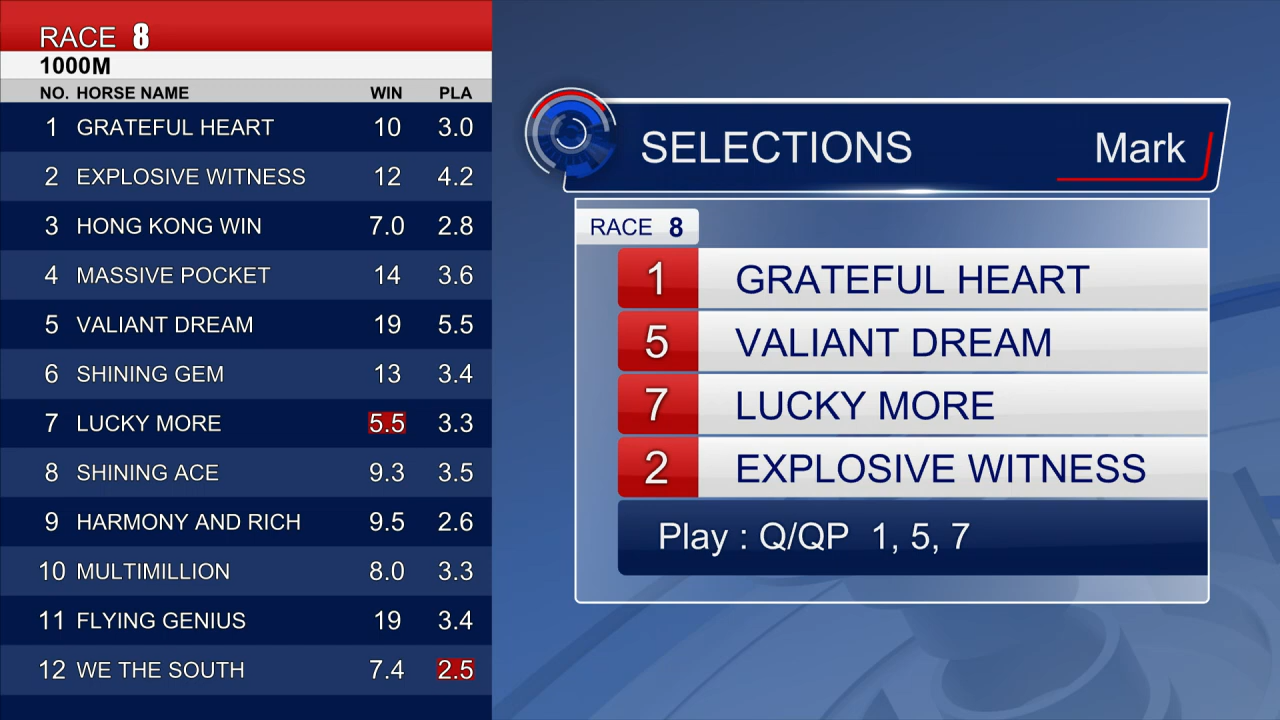 RACE 8
1000M
NO. HORSE NAME WIN PLA
1 GRATEFUL HEART 10 3.0
2 EXPLOSIVE WITNESS 12 4.2
3 HONG KONG WIN 7.0 2.8
4 MASSIVE POCKET 14 3.6
5 VALIANT DREAM 19 5.5
6 SHINING GEM 13 3.4
7 LUCKY MORE 5.5 3.3
8 SHINING ACE 9.3 3.5
9 HARMONY AND RICH 9.5 2.6
10 MULTIMILLION 8.0 3.3
11 FLYING GENIUS 19 3.4
12 WE THE SOUTH 7.4 2.5
SELECTIONS Mark
RACE 8
1 GRATEFUL HEART
5 VALIANT DREAM
7 LUCKY MORE
2 EXPLOSIVE WITNESS
Play : Q/QP 1, 5, 7